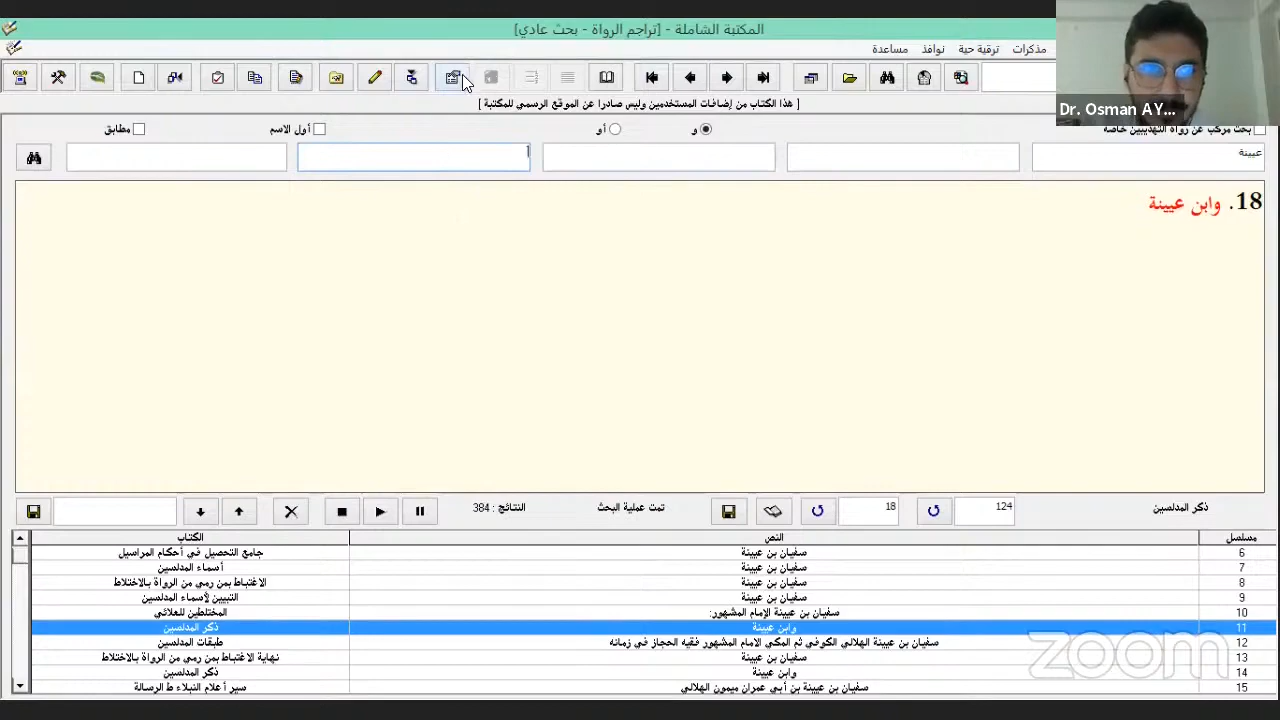 المكتبة الشاملة - [تراجم الرواة - بحث عادي]
مذكرات ترقية حية نوافذ مساعدة
[ هذا الكتاب من إضافات المستخدمين وليس صادرا عن الموقع الرسمي للمكتبة ]
Dr. Osman AY...
بحث مركب عن رواة التهذيبين خاصة و أو أول الاسم مطابق
عيينة أ
18. وابن عيينة
ذكر المدلسين 124 18 تمت عملية البحث النتائج : 384
مسلسل النص الكتاب
6 سفيان بن عيينة جامع التحصيل في أحكام المراسيل
7 سفيان بن عيينة أسماء المدلسين
8 سفيان بن عيينة الاغتباط بمن رمي من الرواة بالاختلاط
9 سفيان بن عيينة التبيين لأسماء المدلسين
10 سفيان بن عيينة الإمام المشهور: المختلطين للعلائي
11 وابن عيينة ذكر المدلسين
12 سفيان بن عيينة الهلالي الكوفي ثم المكي الامام المشهور فقيه الحجاز في زمانه طبقات المدلسين
13 سفيان بن عيينة نهاية الاغتباط بمن رمي من الرواة بالاختلاط
14 وابن عيينة ذكر المدلسين
15 سفيان بن عيينة بن أبي عمران ميمون الهلالي سير أعلام النبلاء ط الرسالة
zoom